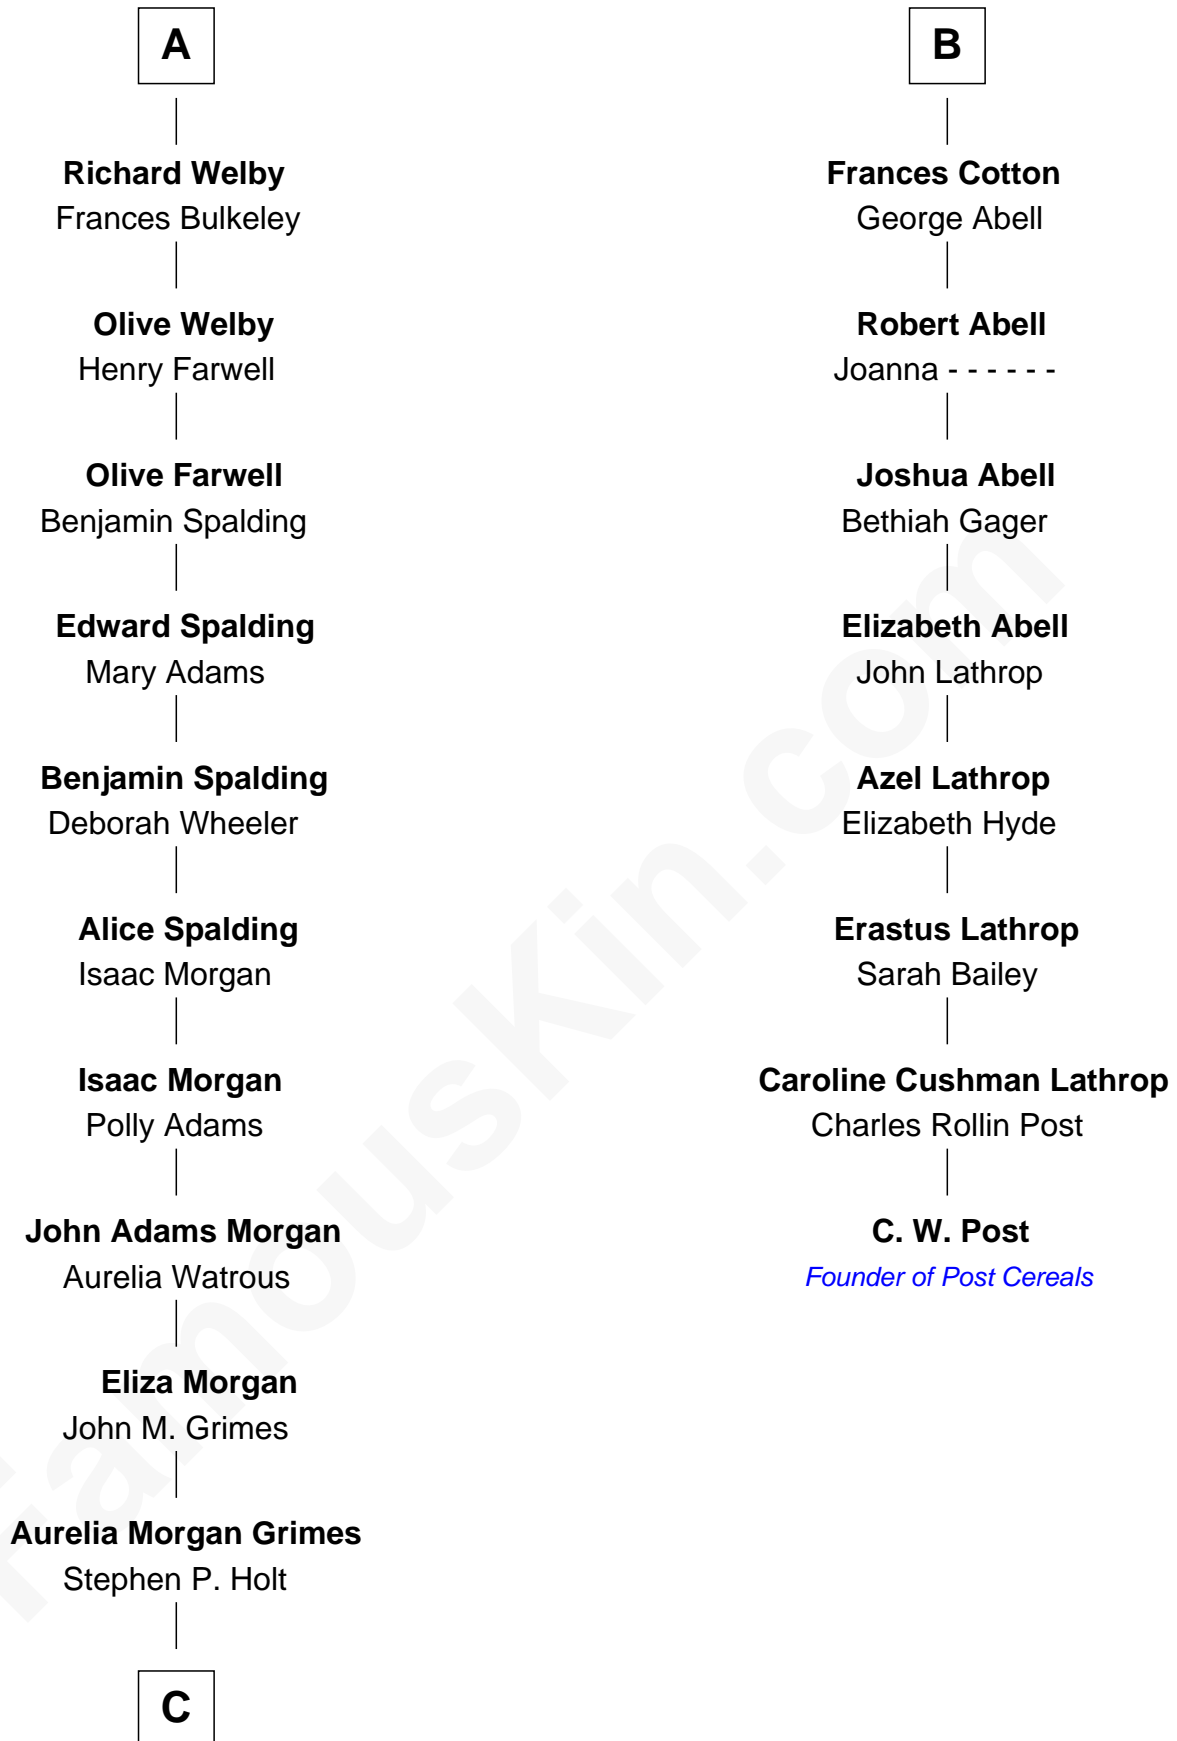 A
Richard Welby
Frances Bulkeley
Olive Welby
Henry Farwell
Olive Farwell
Benjamin Spalding
Edward Spalding
Mary Adams
Benjamin Spalding
Deborah Wheeler
Alice Spalding
Isaac Morgan
Isaac Morgan
Polly Adams
John Adams Morgan
Aurelia Watrous
Eliza Morgan
John M. Grimes
Aurelia Morgan Grimes
Stephen P. Holt
C
B
Frances Cotton
George Abell
Robert Abell
Joanna - - - - - -
Joshua Abell
Bethiah Gager
Elizabeth Abell
John Lathrop
Azel Lathrop
Elizabeth Hyde
Erastus Lathrop
Sarah Bailey
Caroline Cushman Lathrop
Charles Rollin Post
C. W. Post
Founder of Post Cereals
FamousKin.com